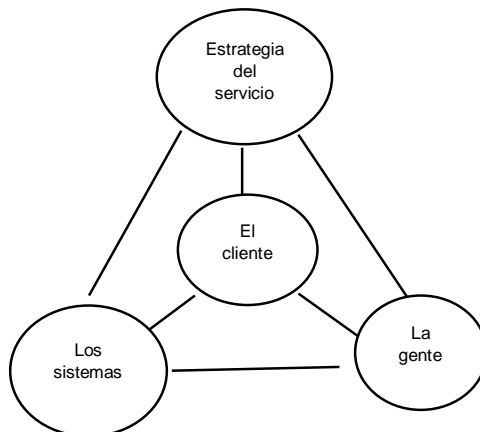 Estrategia
del
servicio
El
cliente
Los
sistemas
La
gente